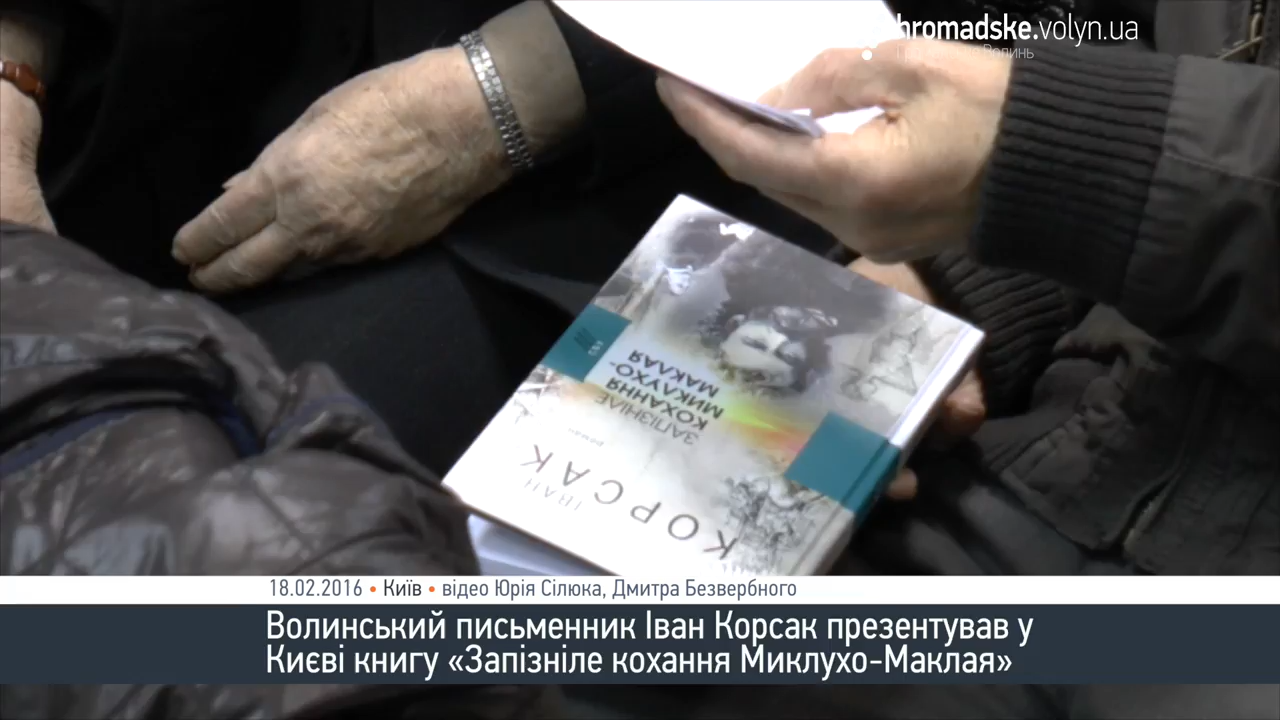 hromadske.volyn.ua
ІВАН
КОРСАК
роман
ЗАПІЗНІЛЕ
КОХАННЯ
МИКЛУХО-
МАКЛАЯ
18.02.2016 • Київ • відео Юрія Сілюка, Дмитра Безвербного
Волинський письменник Іван Корсак презентував у
Києві книгу «Запізніле кохання Миклухо-Маклая»